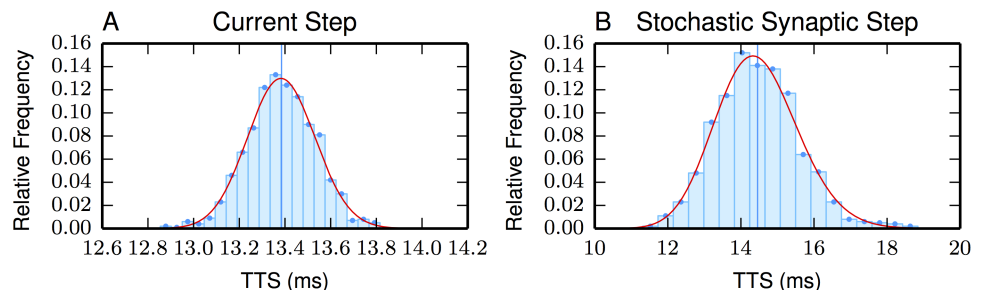 A Current Step
Relative Frequency
0.16
0.14
0.12
0.10
0.08
0.06
0.04
0.02
0.00
12.6 12.8 13.0 13.2 13.4 13.6 13.8 14.0 14.2
TTS (ms)
B Stochastic Synaptic Step
Relative Frequency
0.16
0.14
0.12
0.10
0.08
0.06
0.04
0.02
0.00
10 12 14 16 18 20
TTS (ms)